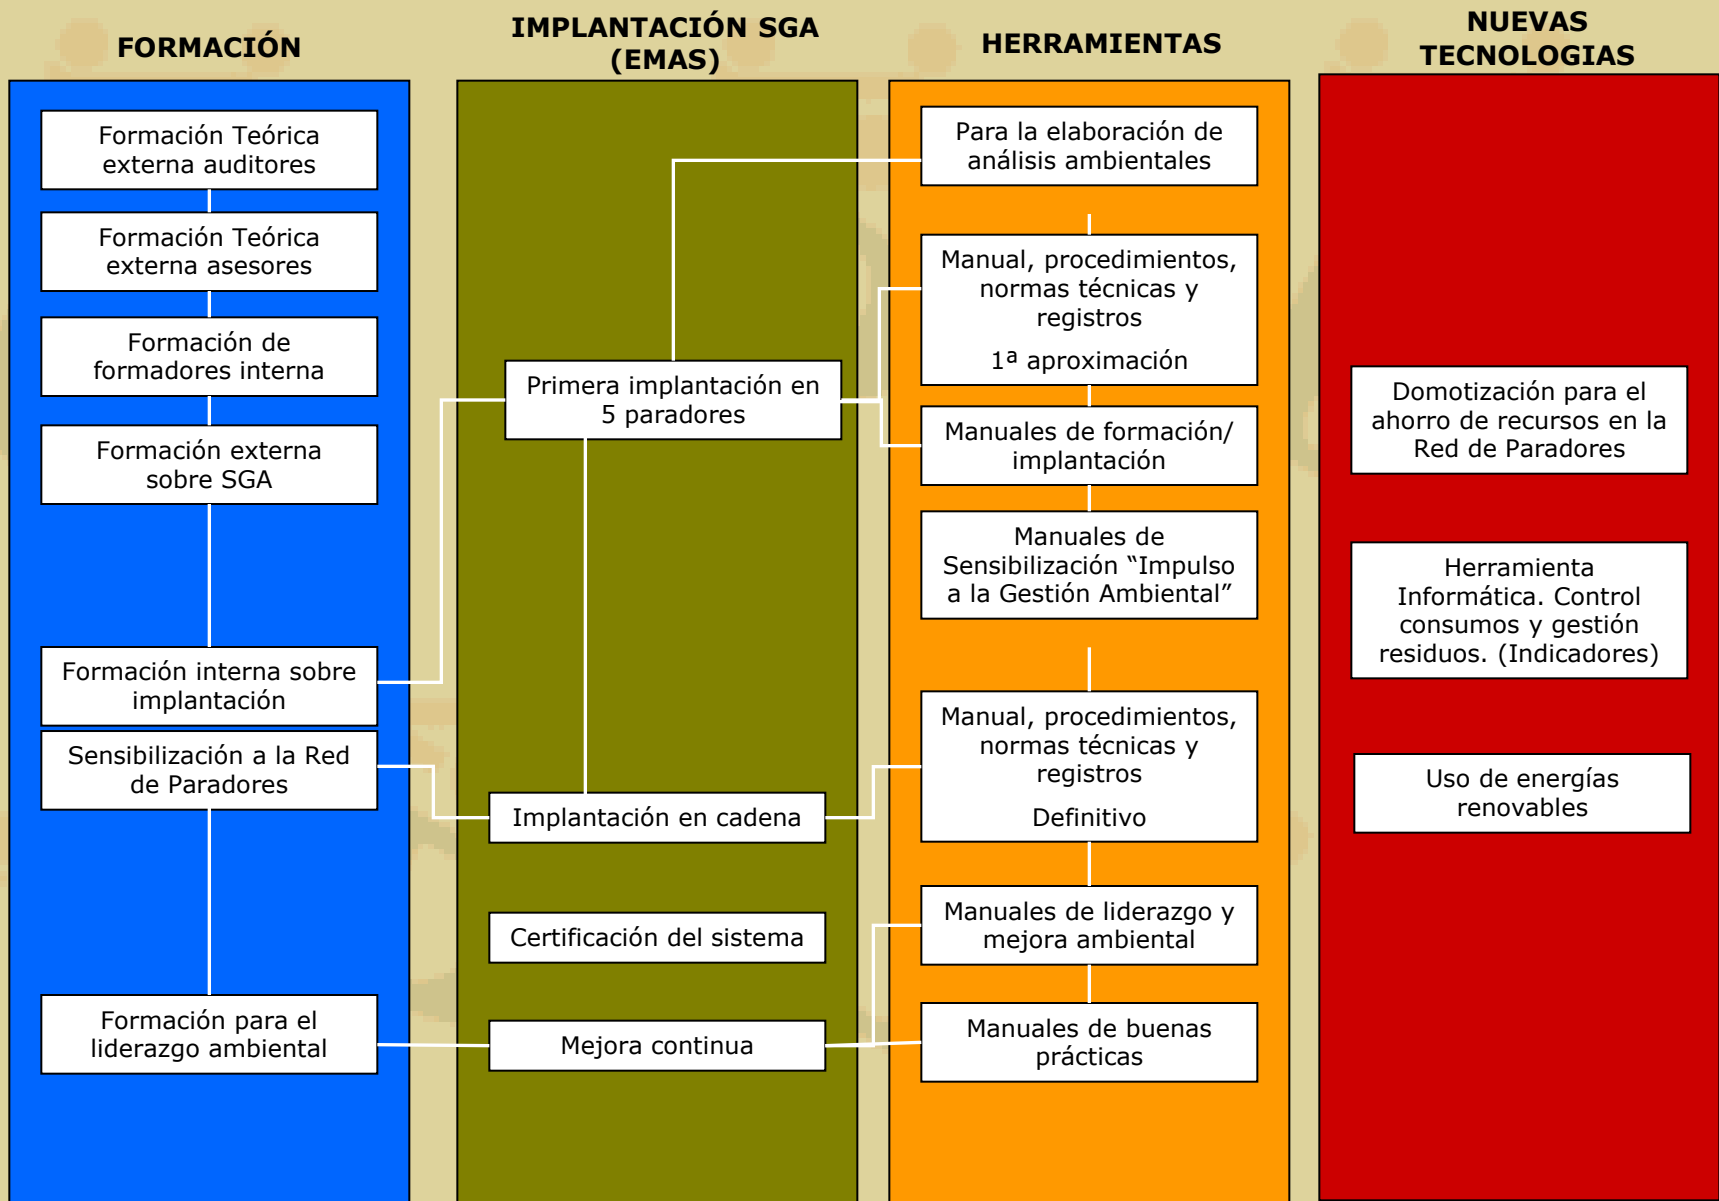 FORMACIÓN
Formación Teórica
externa auditores
Formación Teórica
externa asesores
Formación de
formadores interna
Formación externa
sobre SGA
Formación interna sobre
implantación
Sensibilización a la Red
de Paradores
Formación para el
liderazgo ambiental
IMPLANTACIÓN SGA
(EMAS)
Primera implantación en
5 paradores
Implantación en cadena
Certificación del sistema
Mejora continua
HERRAMIENTAS
Para la elaboración de
análisis ambientales
Manual, procedimientos,
normas técnicas y
registros
1ª aproximación
Manuales de formación/
implantación
Manuales de
Sensibilización “Impulso
a la Gestión Ambiental”
Manual, procedimientos,
normas técnicas y
registros
Definitivo
Manuales de liderazgo y
mejora ambiental
Manuales de buenas
prácticas
NUEVAS
TECNOLOGIAS
Domotización para el
ahorro de recursos en la
Red de Paradores
Herramienta
Informática. Control
consumos y gestión
residuos. (Indicadores)
Uso de energías
renovables